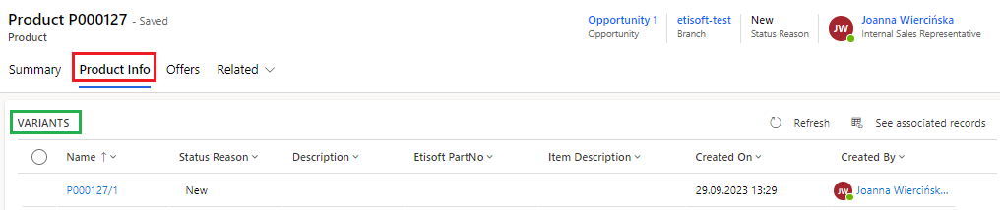 Product P000127 - Saved
Product
Opportunity 1
Opportunity
etisoft-test
Branch
New
Status Reason
JW
Joanna Wiercińska
Internal Sales Representative
Summary Product Info Offers Related
VARIANTS
Refresh See associated records
Name ↑ Status Reason Description Etisoft PartNo Item Description Created On Created By
P000127/1 New 29.09.2023 13:29 JW Joanna Wiercińsk...